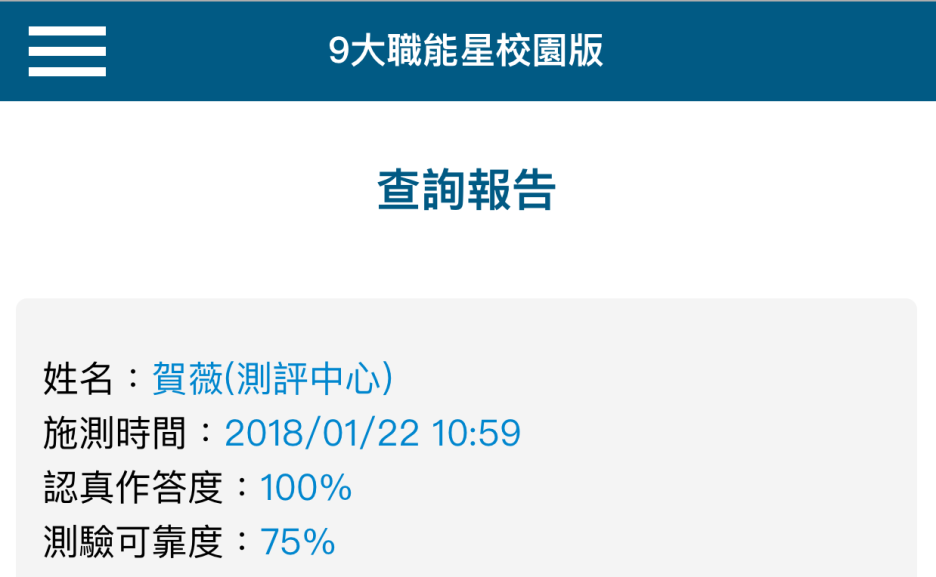 9大職能星校園版
查詢報告
姓名：賀薇(測評中心)
施測時間：2018/01/22 10:59
認真作答度：100%
測驗可靠度：75%